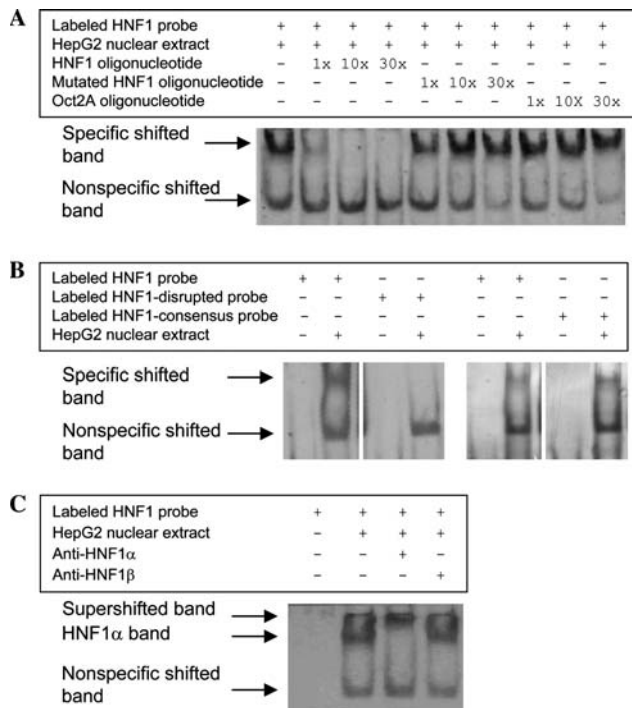 A
Labeled HNF1 probe + + + + + + + + + +
HepG2 nuclear extract + + + + + + + + + +
HNF1 oligonucleotide – 1x 10x 30x – – – – – –
Mutated HNF1 oligonucleotide – – – – 1x 10x 30x – – –
Oct2A oligonucleotide – – – – – – – 1x 10X 30x
Specific shifted
band
Nonspecific shifted
band
B
Labeled HNF1 probe + + – – + + – –
Labeled HNF1-disrupted probe – – + + – – – –
Labeled HNF1-consensus probe – – – – – – + +
HepG2 nuclear extract – + – + – + – +
Specific shifted
band
Nonspecific shifted
band
C
Labeled HNF1 probe + + + +
HepG2 nuclear extract – + + +
Anti-HNF1α – – + –
Anti-HNF1β – – – +
Supershifted band
HNF1α band
Nonspecific shifted
band